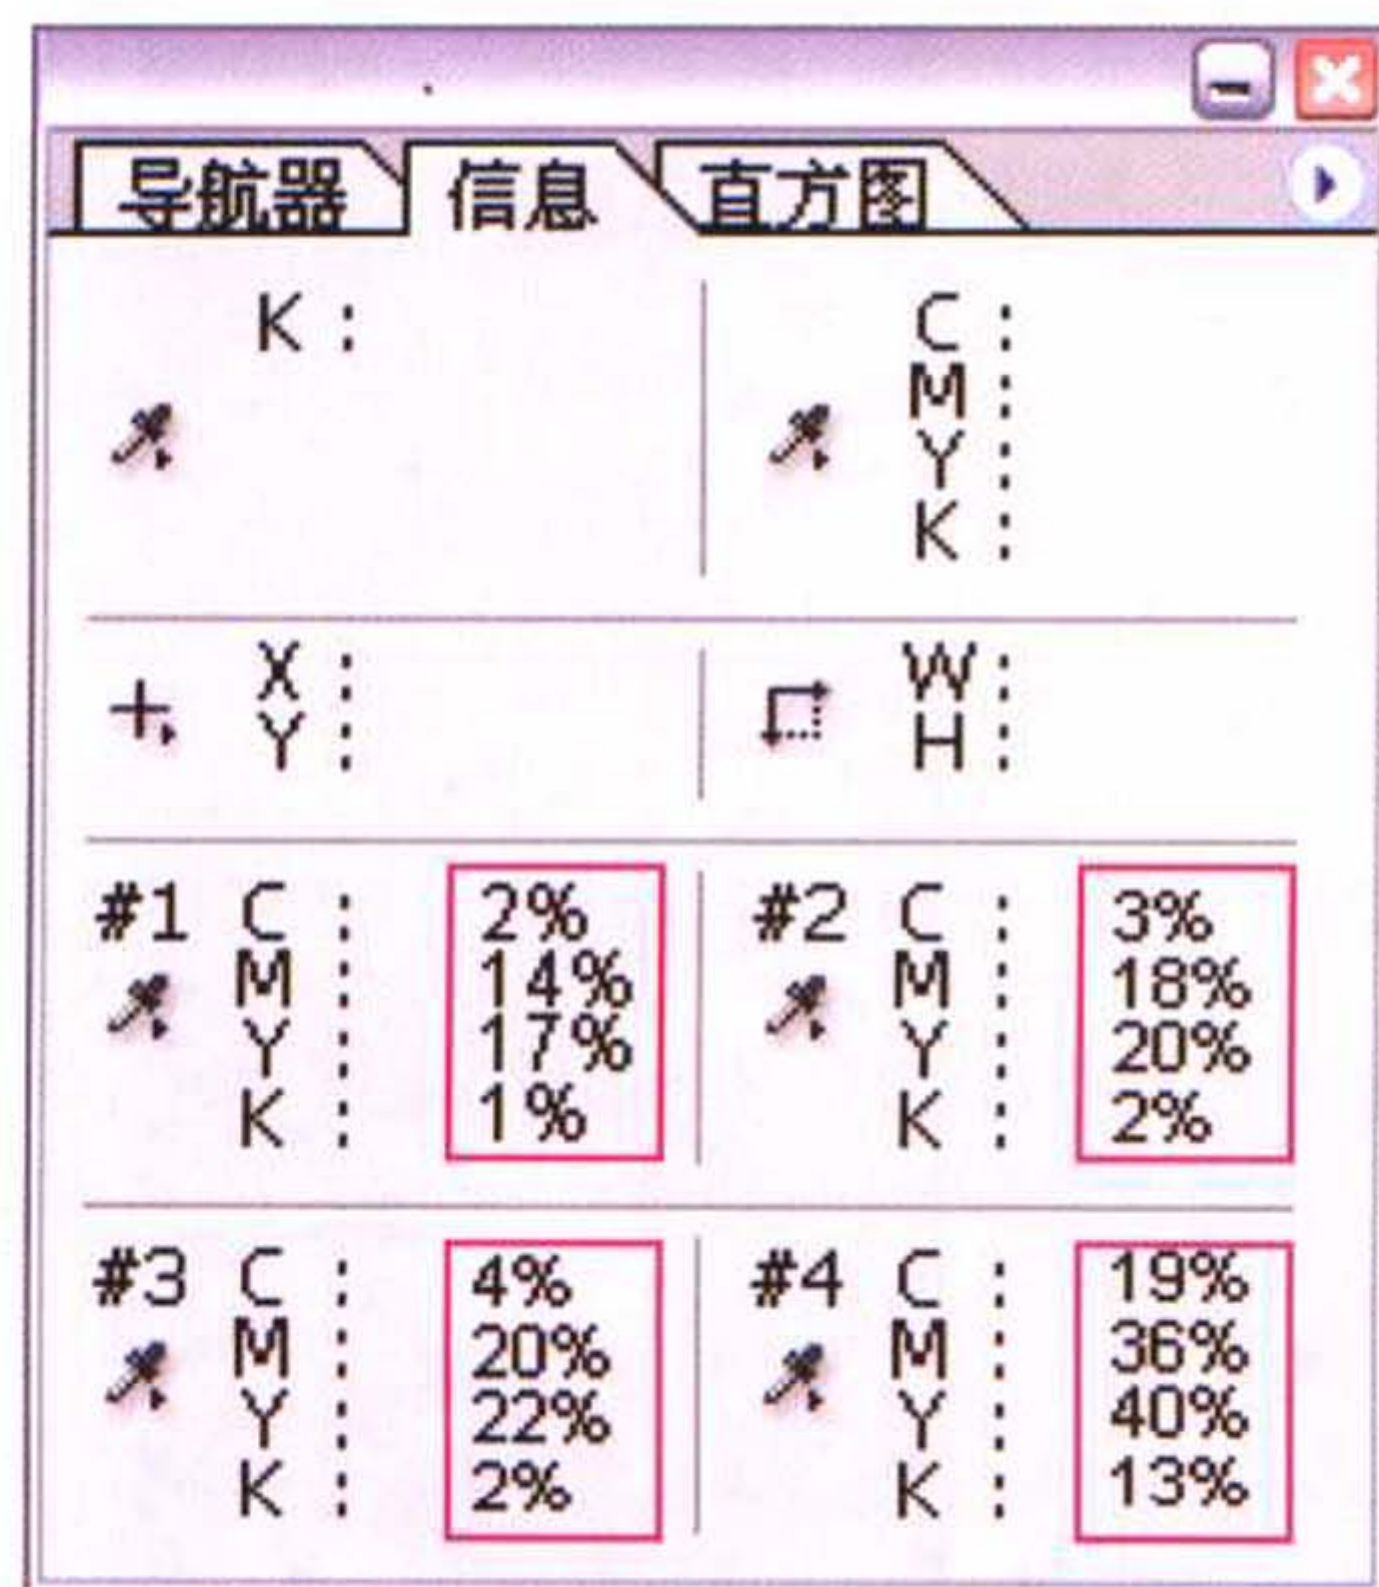 导航器 信息 直方图
K : C :
M :
Y :
K :
X : W :
Y : H :
#1 C : 2% #2 C : 3%
M : 14% M : 18%
Y : 17% Y : 20%
K : 1% K : 2%
#3 C : 4% #4 C : 19%
M : 20% M : 36%
Y : 22% Y : 40%
K : 2% K : 13%